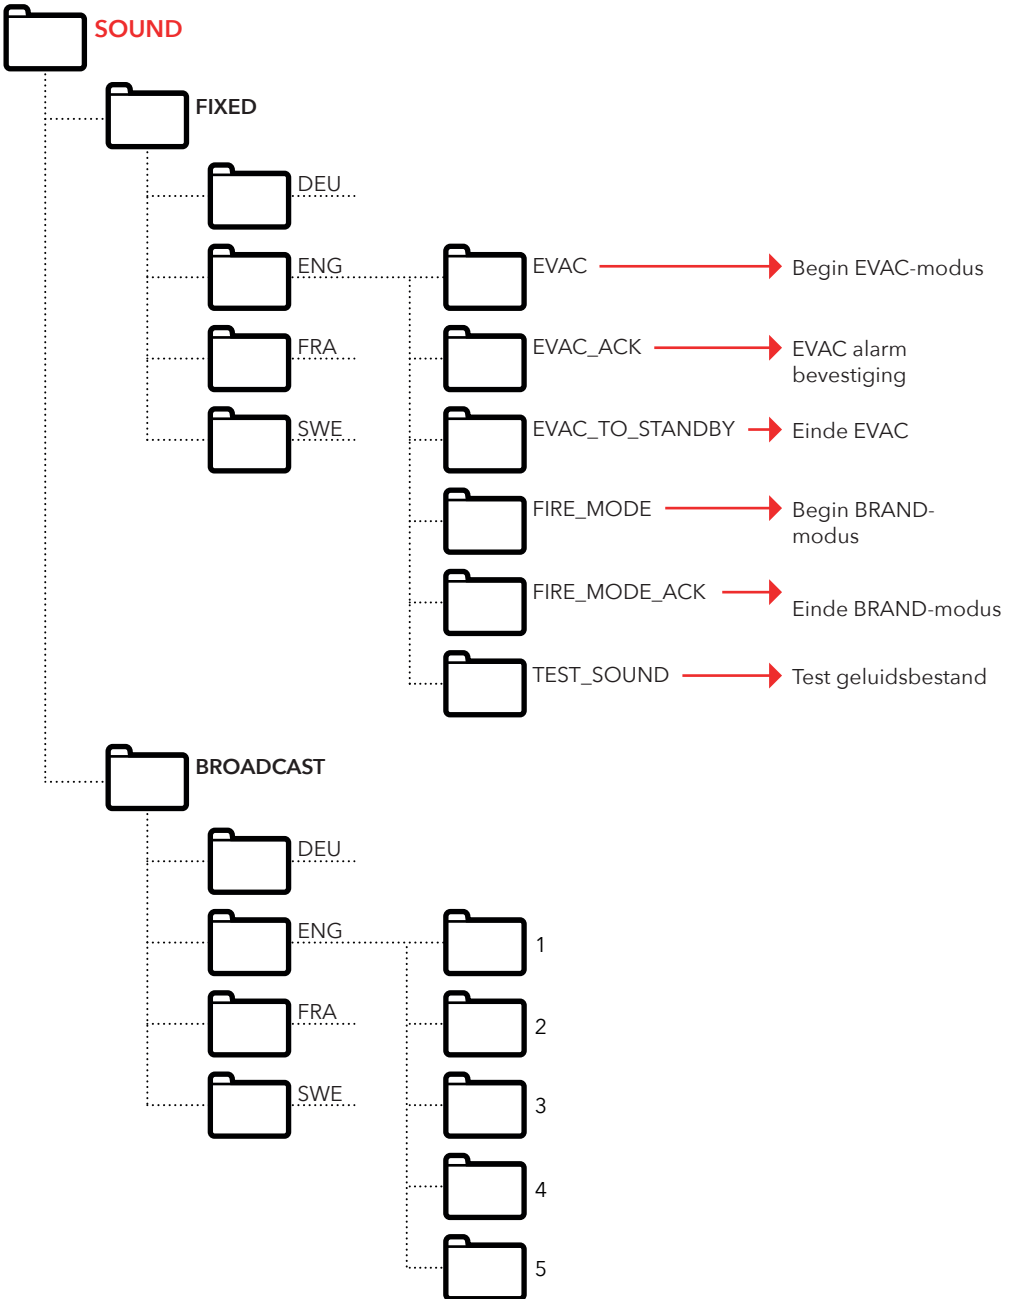 SOUND
FIXED
DEU
ENG
EVAC
Begin EVAC-modus
FRA
EVAC_ACK
EVAC alarm
bevestiging
SWE
EVAC_TO_STANDBY
Einde EVAC
FIRE_MODE
Begin BRAND-
modus
FIRE_MODE_ACK
Einde BRAND-modus
TEST_SOUND
Test geluidsbestand
BROADCAST
DEU
ENG
1
FRA
2
SWE
3
4
5